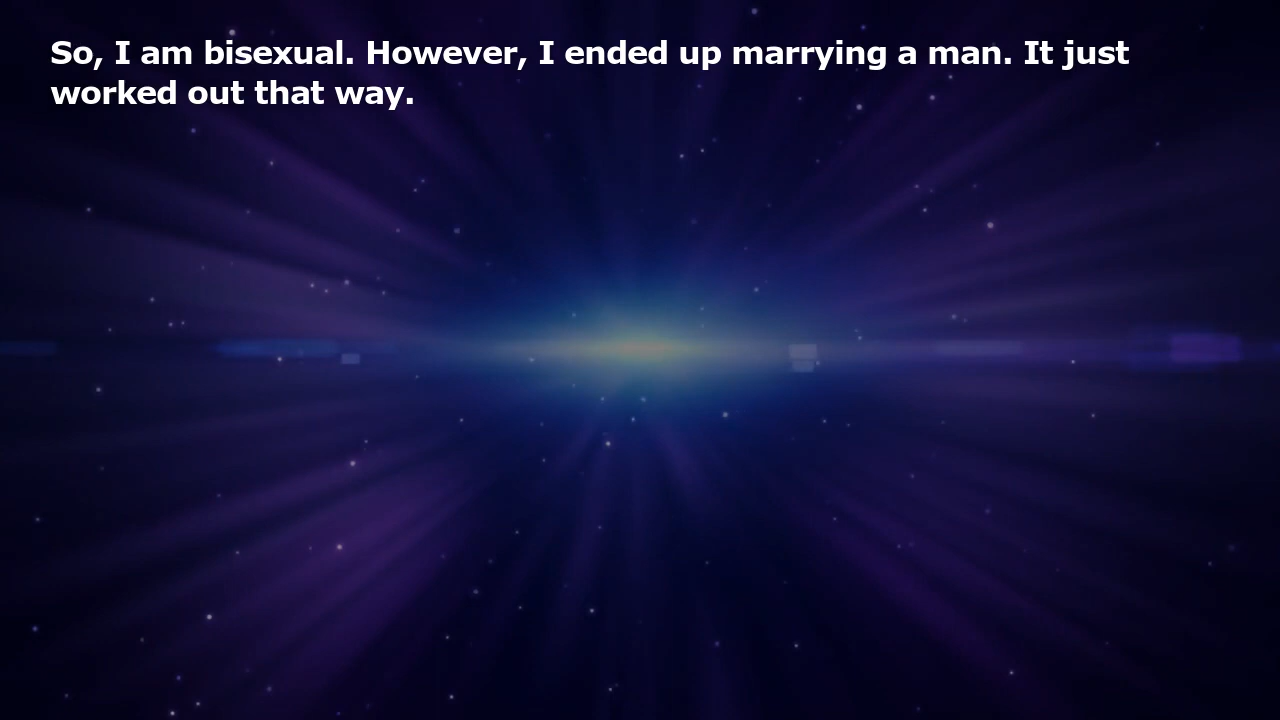 So, I am bisexual. However, I ended up marrying a man. It just
worked out that way.